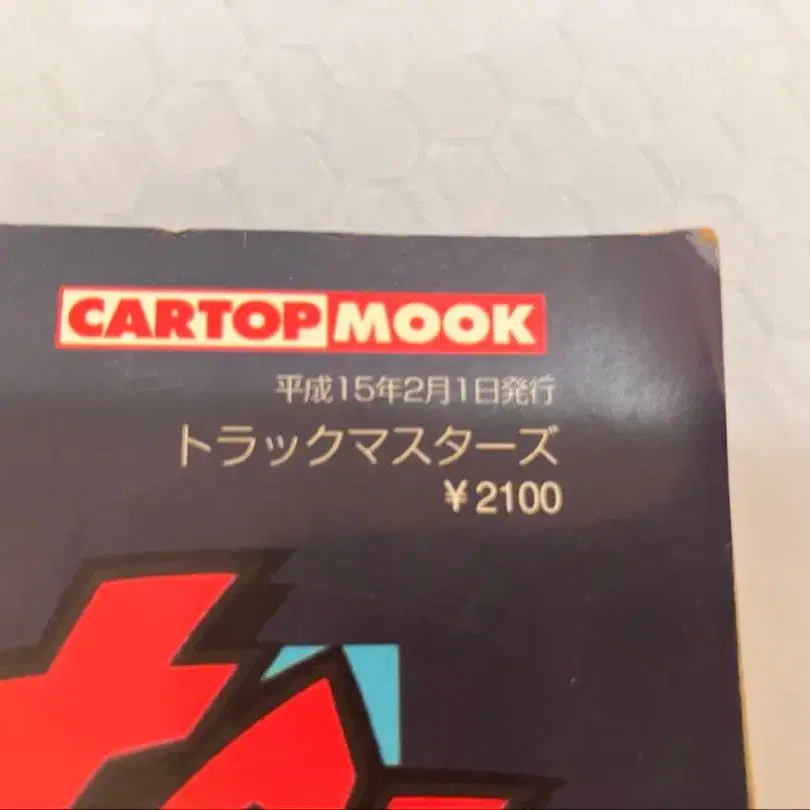 CARTOP MOOK
平成15年2月1日発行
トラックマスターズ
¥2100